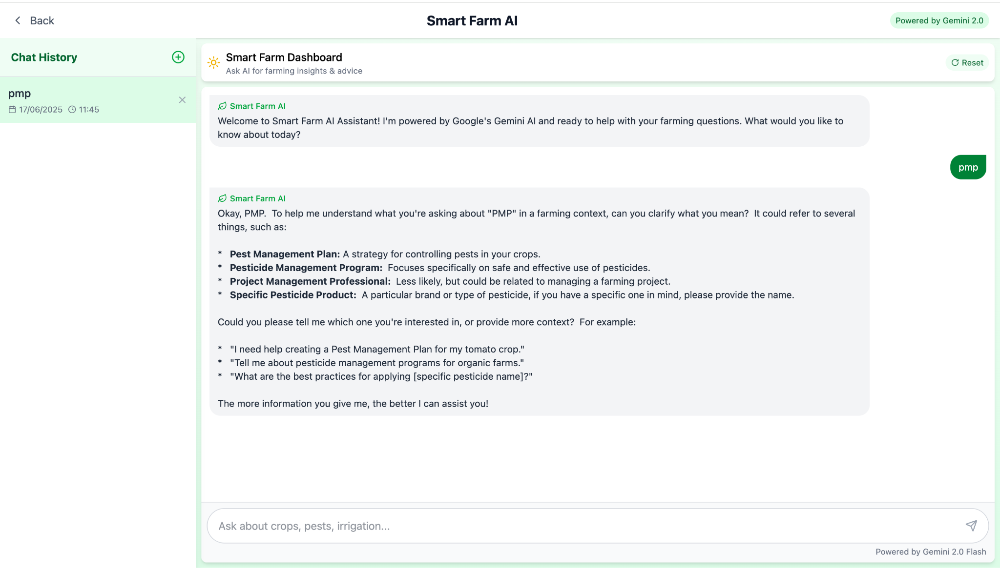 Back
Smart Farm AI
Powered by Gemini 2.0
Chat History
pmp
17/06/2025 11:45
Smart Farm Dashboard
Ask AI for farming insights & advice
Reset
Smart Farm AI
Welcome to Smart Farm AI Assistant! I'm powered by Google's Gemini AI and ready to help with your farming questions. What would you like to
know about today?
pmp
Smart Farm AI
Okay, PMP.  To help me understand what you're asking about "PMP" in a farming context, can you clarify what you mean?  It could refer to several
things, such as:
*   Pest Management Plan: A strategy for controlling pests in your crops.
*   Pesticide Management Program:  Focuses specifically on safe and effective use of pesticides.
*   Project Management Professional:  Less likely, but could be related to managing a farming project.
*   Specific Pesticide Product:  A particular brand or type of pesticide, if you have a specific one in mind, please provide the name.
Could you please tell me which one you're interested in, or provide more context?  For example:
*   "I need help creating a Pest Management Plan for my tomato crop."
*   "Tell me about pesticide management programs for organic farms."
*   "What are the best practices for applying [specific pesticide name]?"
The more information you give me, the better I can assist you!
Ask about crops, pests, irrigation...
Powered by Gemini 2.0 Flash